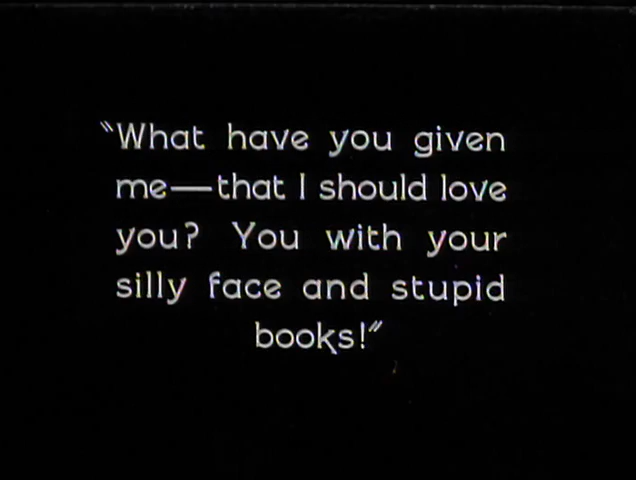 "What have you given
me—that I should love
you? You with your
silly face and stupid
books!"